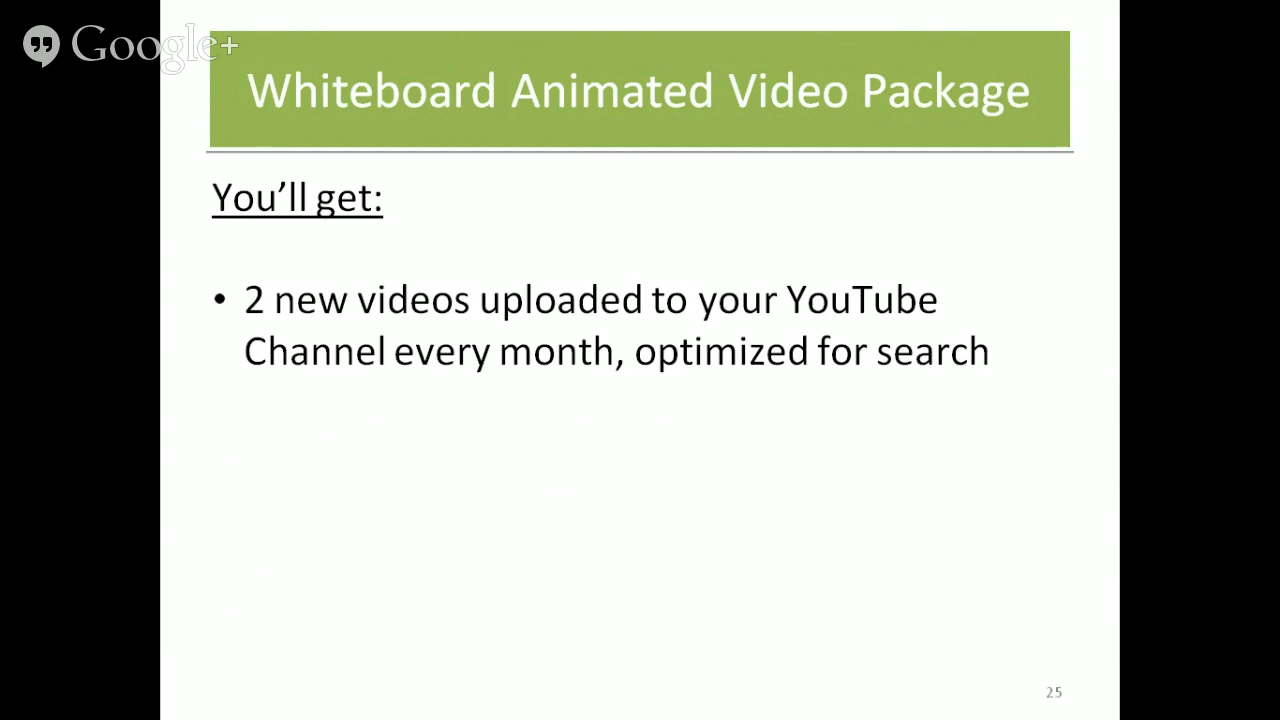 Google+
Whiteboard Animated Video Package
You’ll get:
• 2 new videos uploaded to your YouTube
Channel every month, optimized for search
25